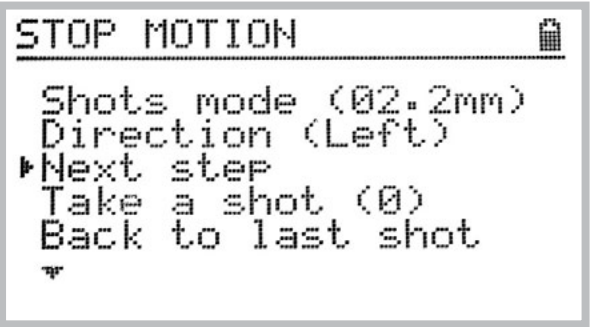 STOP MOTION
Shots mode (02.2mm)
Direction (Left)
Next step
Take a shot (0)
Back to last shot